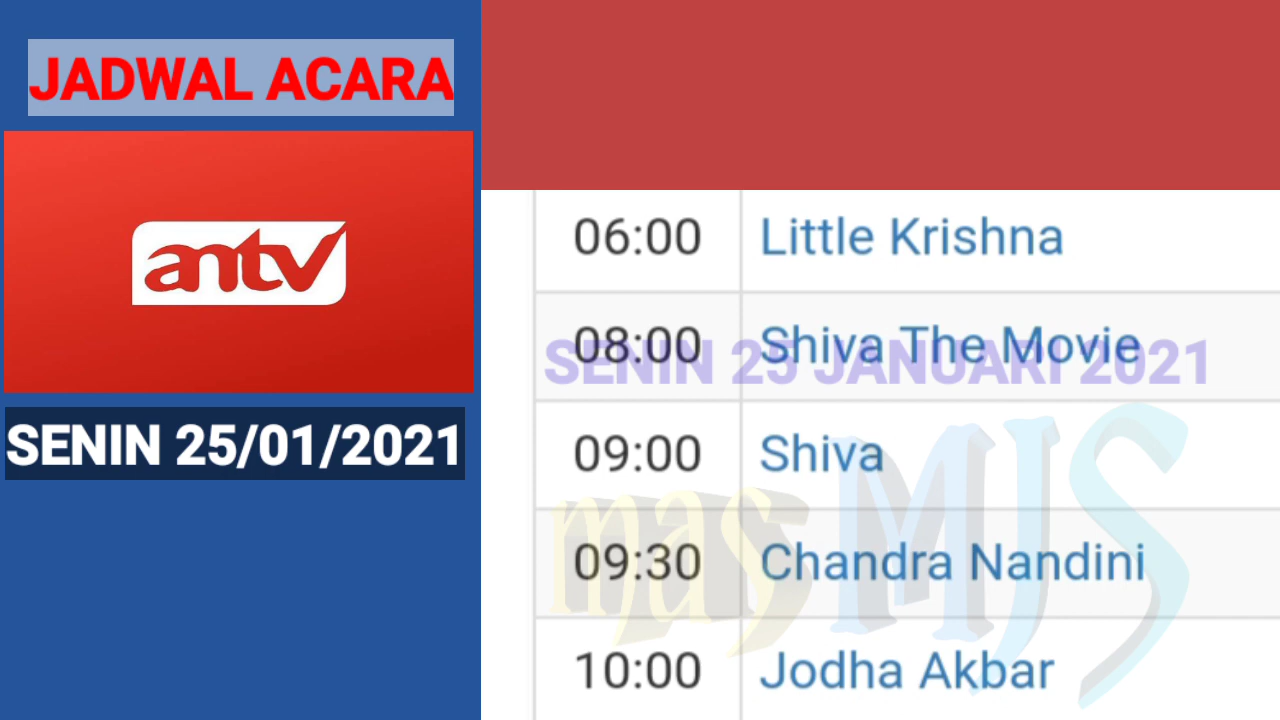 JADWAL ACARA
antv
SENIN 25/01/2021
06:00 Little Krishna
08:00 Shiva The Movie
SENIN 25 JANUARI 2021
09:00 Shiva
mas MJS
09:30 Chandra Nandini
10:00 Jodha Akbar